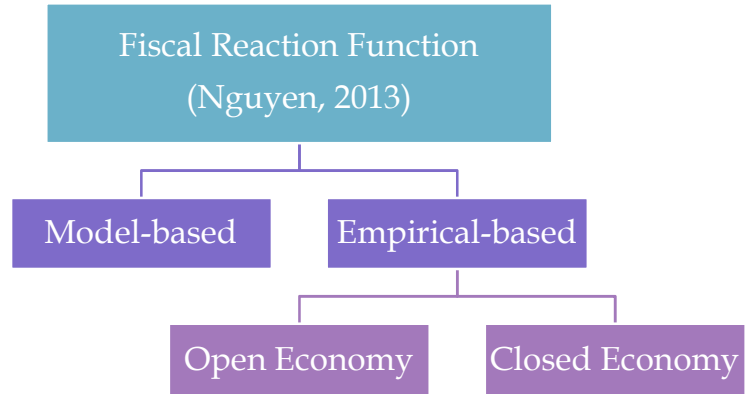 Fiscal Reaction Function
(Nguyen, 2013)
Model-based
Empirical-based
Open Economy
Closed Economy